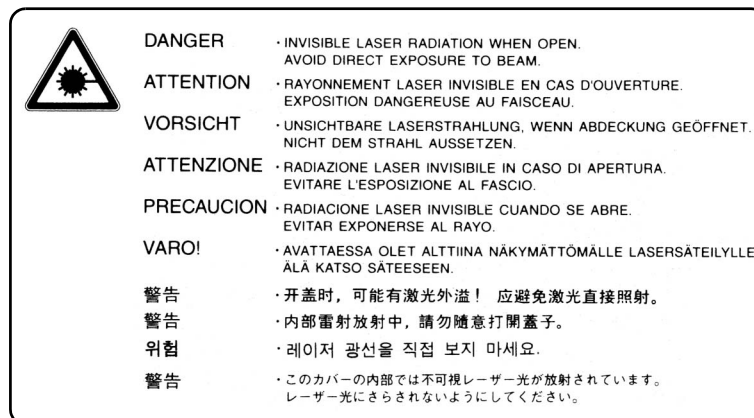 DANGER ・INVISIBLE LASER RADIATION WHEN OPEN.
AVOID DIRECT EXPOSURE TO BEAM.
ATTENTION ・RAYONNEMENT LASER INVISIBLE EN CAS D'OUVERTURE.
EXPOSITION DANGEREUSE AU FAISCEAU.
VORSICHT ・UNSICHTBARE LASERSTRAHLUNG, WENN ABDECKUNG GEÖFFNET.
NICHT DEM STRAHL AUSSETZEN.
ATTENZIONE ・RADIAZIONE LASER INVISIBILE IN CASO DI APERTURA.
EVITARE L'ESPOSIZIONE AL FASCIO.
PRECAUCION ・RADIACIONE LASER INVISIBLE CUANDO SE ABRE.
EVITAR EXPONERSE AL RAYO.
VARO! ・AVATTAESSA OLET ALTTIINA NÄKYMÄTTÖMÄLLE LASERSÄTEILYLLE
ÄLÄ KATSO SÄTEESEEN.
警告 ・开盖时，可能有激光外溢！ 应避免激光直接照射。
警告 ・内部雷射放射中，請勿隨意打開蓋子。
위험 ・레이저 광선을 직접 보지 마세요.
警告 ・このカバーの内部では不可視レーザー光が放射されています。
レーザー光にさらされないようにしてください。